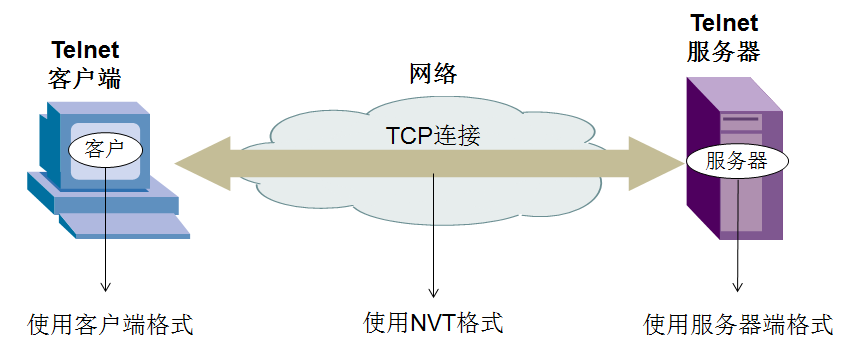 Telnet
客户端
网络
Telnet
服务器
客户
TCP连接
服务器
使用客户端格式
使用NVT格式
使用服务器端格式